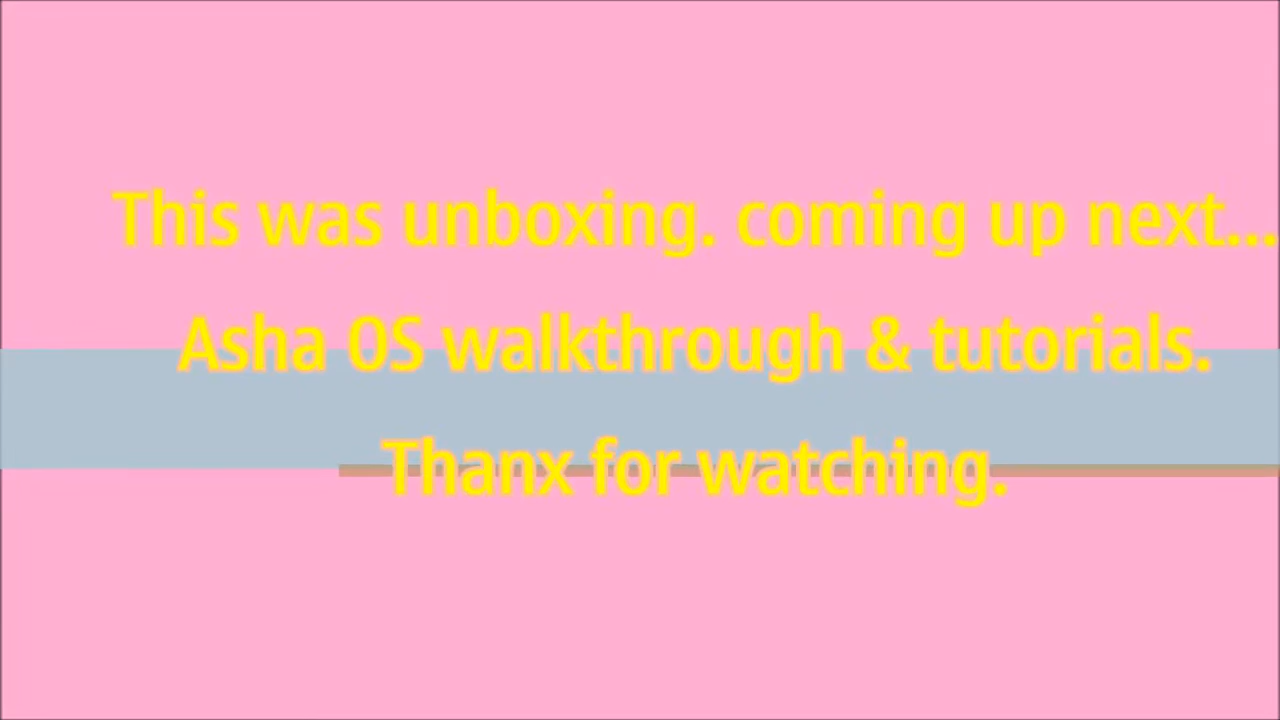 This was unboxing. coming up next...
Asha OS walkthrough & tutorials.
Thanx for watching.